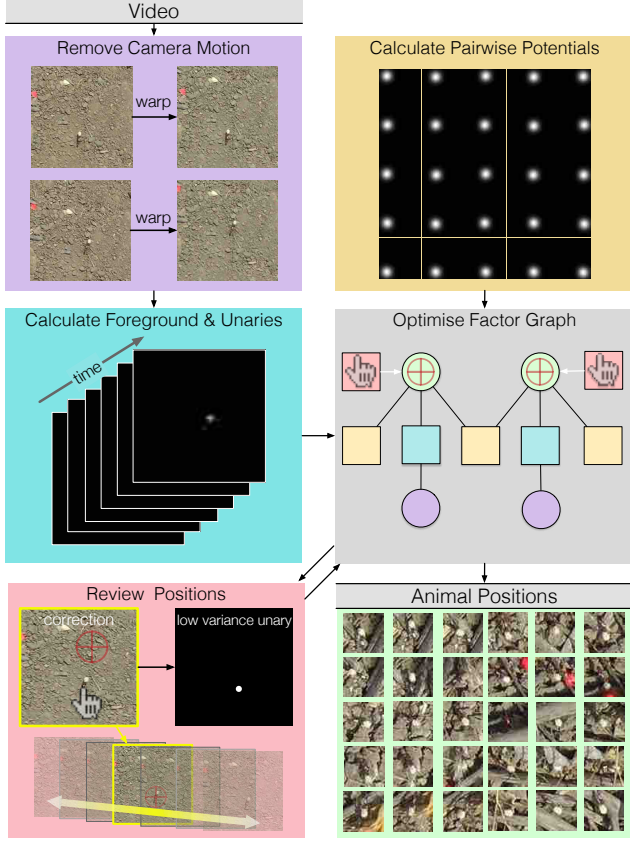 Video
Remove Camera Motion
warp
warp
Calculate Pairwise Potentials
Calculate Foreground & Unaries
time
Optimise Factor Graph
Review Positions
correction
low variance unary
Animal Positions